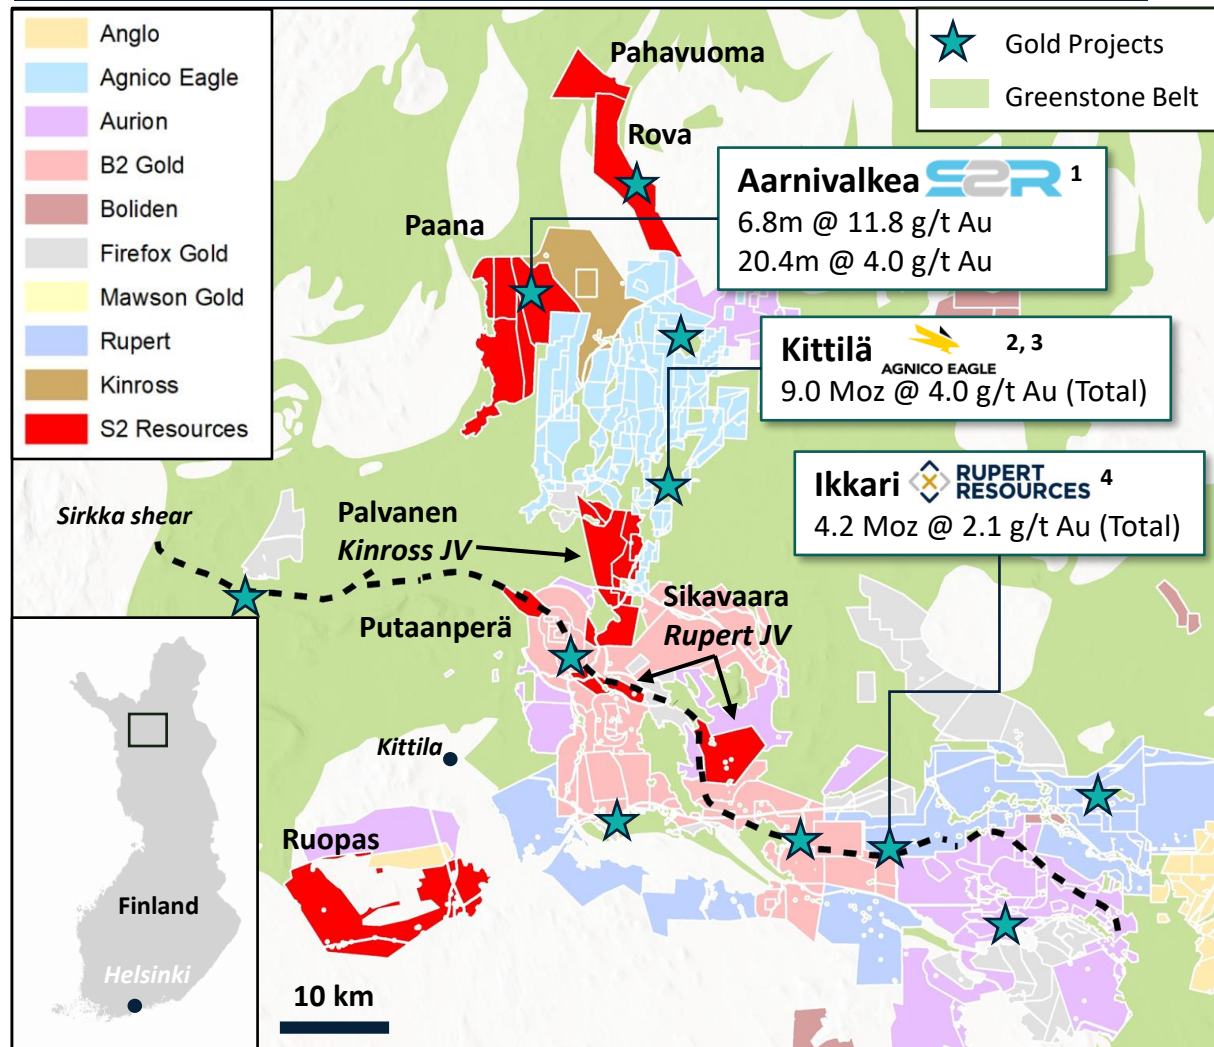 Anglo
Agnico Eagle
Aurion
B2 Gold
Boliden
Firefox Gold
Mawson Gold
Rupert
Kinross
S2 Resources
Gold Projects
Greenstone Belt
Pahavuoma
Rova
Paana
Aarnivalkea S2R 1
6.8m @ 11.8 g/t Au
20.4m @ 4.0 g/t Au
Kittilä AGNICO EAGLE 2, 3
9.0 Moz @ 4.0 g/t Au (Total)
Ikkari RUPERT RESOURCES 4
4.2 Moz @ 2.1 g/t Au (Total)
Sirkka shear
Palvanen
Kinross JV
Putaanperä
Sikavaara
Rupert JV
Kittila
Ruopas
Finland
Helsinki
10 km